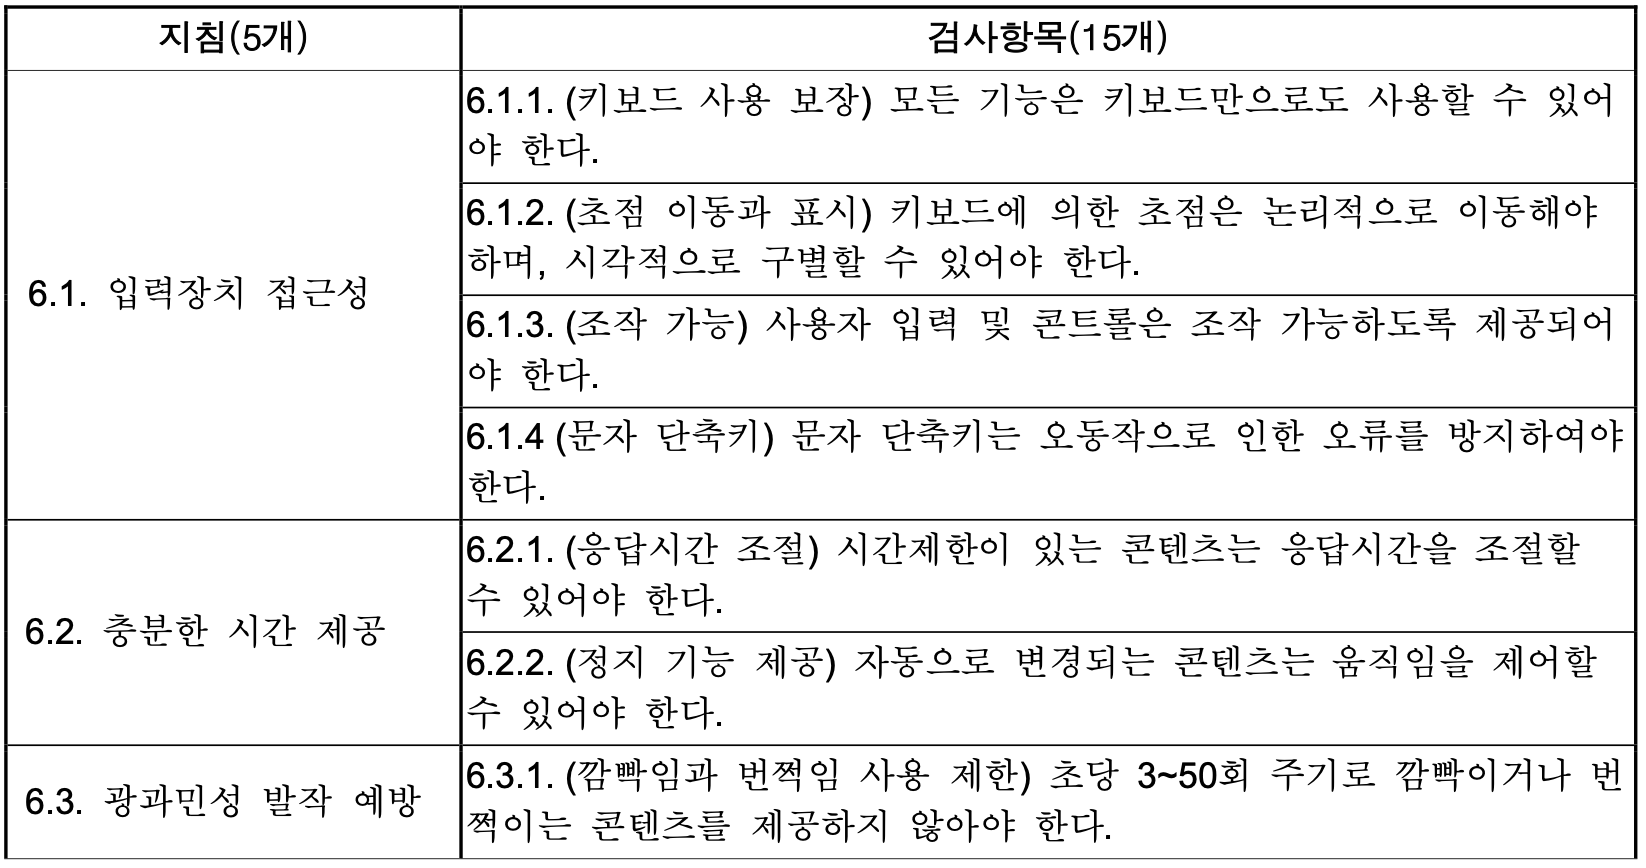 지침(5개)
검사항목(15개)
6.1. 입력장치 접근성
6.1.1. (키보드 사용 보장) 모든 기능은 키보드만으로도 사용할 수 있어
야 한다.
6.1.2. (초점 이동과 표시) 키보드에 의한 초점은 논리적으로 이동해야
하며, 시각적으로 구별할 수 있어야 한다.
6.1.3. (조작 가능) 사용자 입력 및 콘트롤은 조작 가능하도록 제공되어
야 한다.
6.1.4 (문자 단축키) 문자 단축키는 오동작으로 인한 오류를 방지하여야
한다.
6.2. 충분한 시간 제공
6.2.1. (응답시간 조절) 시간제한이 있는 콘텐츠는 응답시간을 조절할
수 있어야 한다.
6.2.2. (정지 기능 제공) 자동으로 변경되는 콘텐츠는 움직임을 제어할
수 있어야 한다.
6.3. 광과민성 발작 예방
6.3.1. (깜빡임과 번쩍임 사용 제한) 초당 3~50회 주기로 깜빡이거나 번
쩍이는 콘텐츠를 제공하지 않아야 한다.